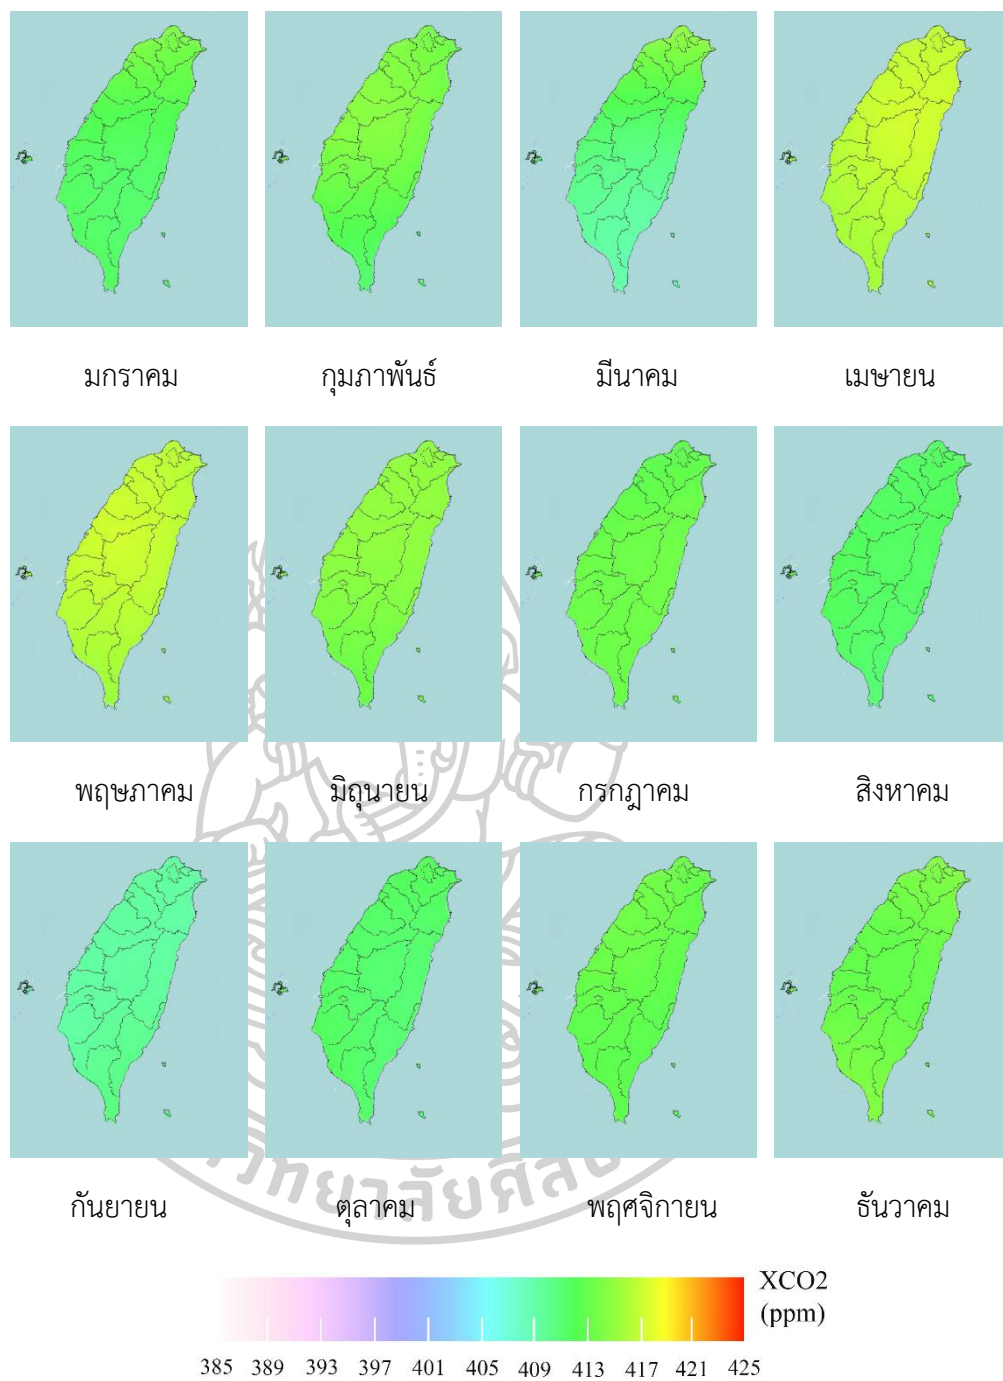 มกราคม กุมภาพันธ์ มีนาคม เมษายน
พฤษภาคม มิถุนายน กรกฎาคม สิงหาคม
กันยายน ตุลาคม พฤศจิกายน ธันวาคม
XCO2
(ppm)
385 389 393 397 401 405 409 413 417 421 425